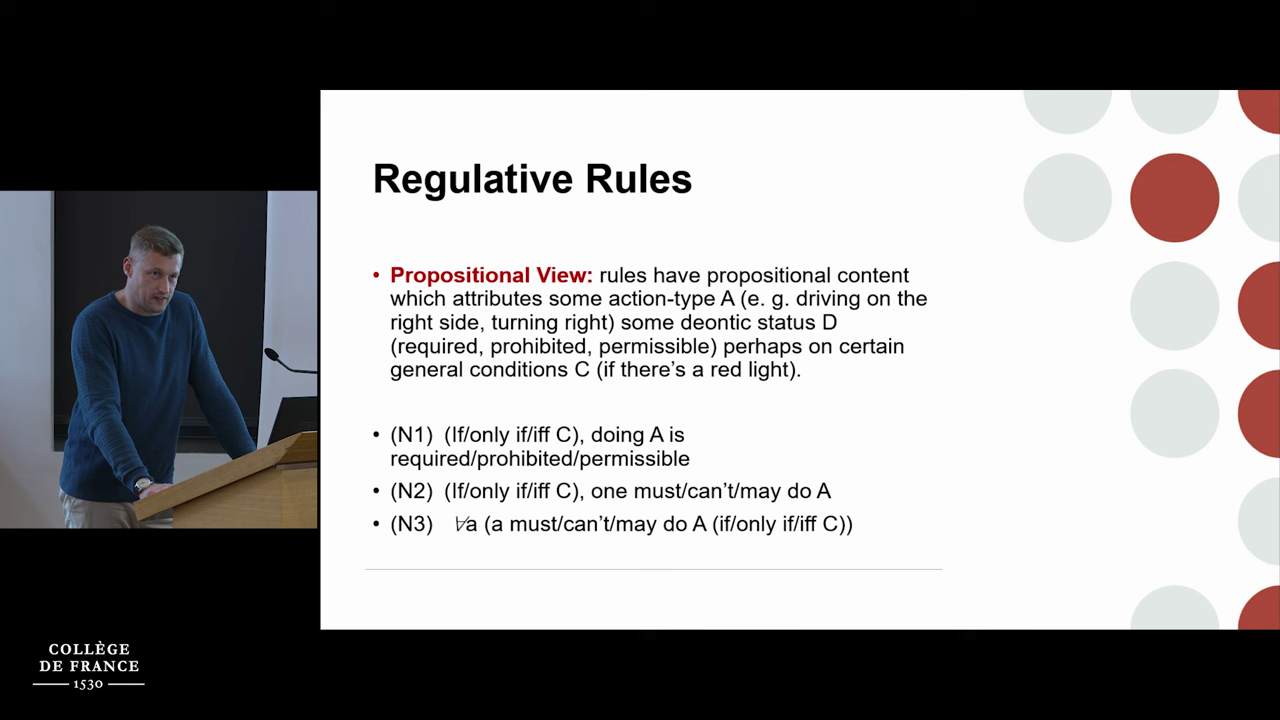 Regulative Rules
• Propositional View: rules have propositional content
which attributes some action-type A (e. g. driving on the
right side, turning right) some deontic status D
(required, prohibited, permissible) perhaps on certain
general conditions C (if there’s a red light).
• (N1) (If/only if/iff C), doing A is
required/prohibited/permissible
• (N2) (If/only if/iff C), one must/can’t/may do A
• (N3) ∀a (a must/can’t/may do A (if/only if/iff C))
COLLÈGE
DE FRANCE
1530